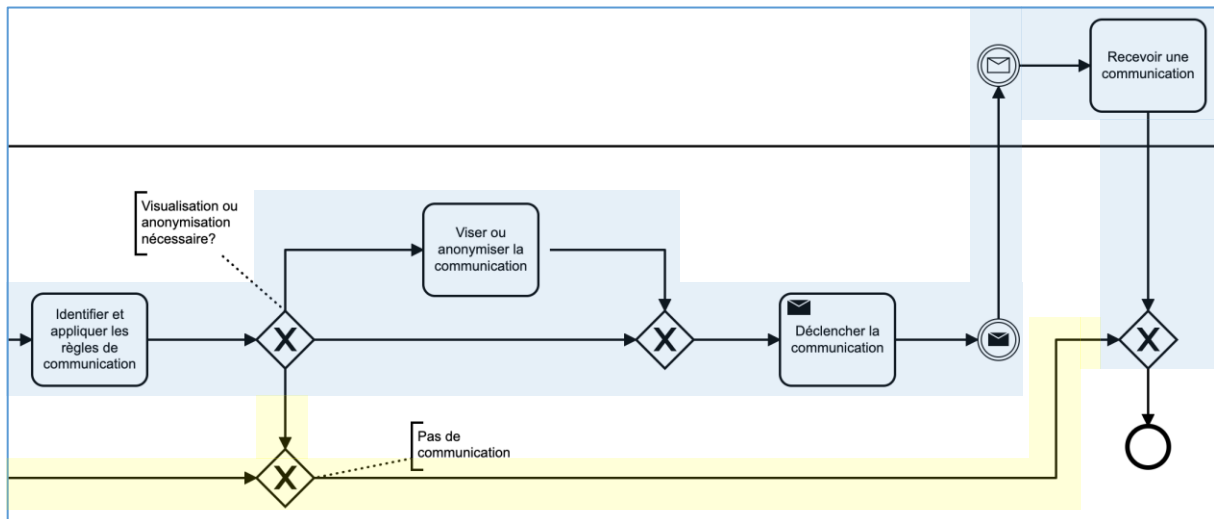 Recevoir une
communication
Visualisation ou
anonymisation
nécessaire?
Viser ou
anonymiser la
communication
Identifier et
appliquer les
règles de
communication
X
X
Déclencher la
communication
X
X
Pas de
communication